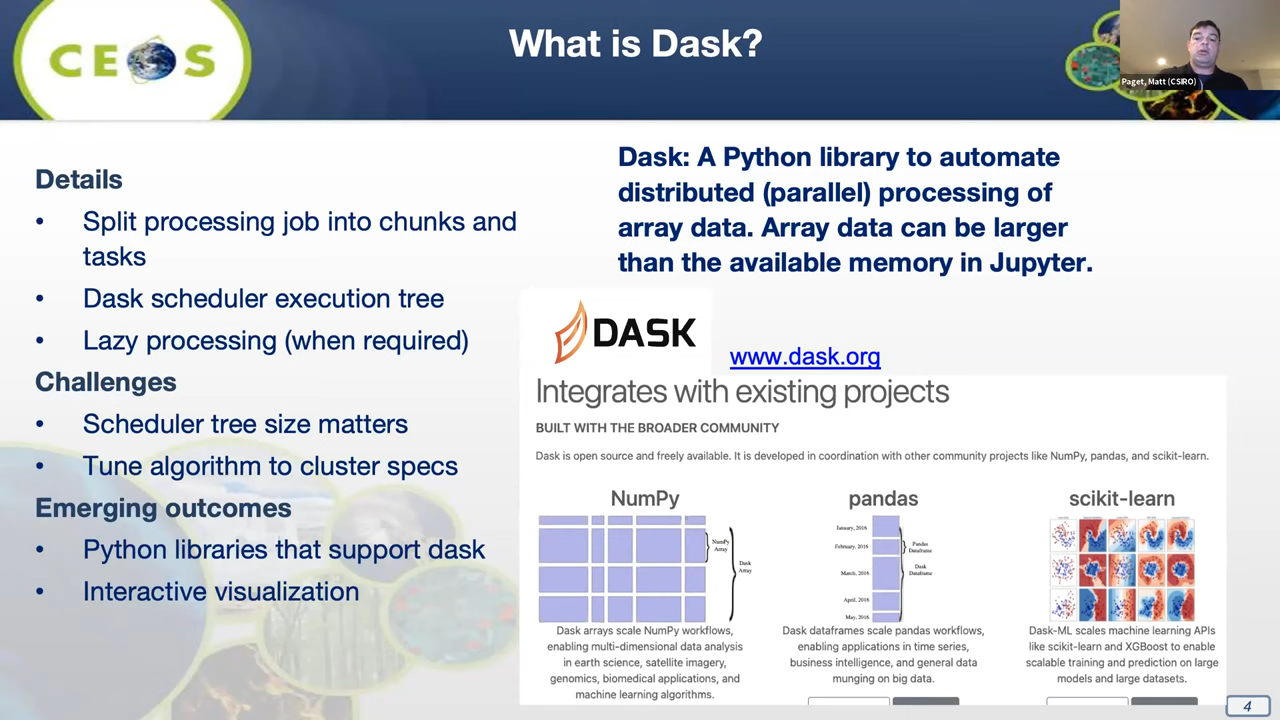 CEOS
What is Dask?
Paget, Matt (CSIRO)
Details
• Split processing job into chunks and
tasks
• Dask scheduler execution tree
• Lazy processing (when required)
Challenges
• Scheduler tree size matters
• Tune algorithm to cluster specs
Emerging outcomes
• Python libraries that support dask
• Interactive visualization
Dask: A Python library to automate
distributed (parallel) processing of
array data. Array data can be larger
than the available memory in Jupyter.
DASK
www.dask.org
Integrates with existing projects
BUILT WITH THE BROADER COMMUNITY
Dask is open source and freely available. It is developed in coordination with other community projects like NumPy, pandas, and scikit-learn.
NumPy
NumPy
Array
Dask
Array
Dask arrays scale NumPy workflows,
enabling multi-dimensional data analysis
in earth science, satellite imagery,
genomics, biomedical applications, and
machine learning algorithms.
pandas
January, 2016
February, 2016
March, 2016
April, 2016
May, 2016
Pandas
Dataframe
Dask
Dataframe
Dask dataframes scale pandas workflows,
enabling applications in time series,
business intelligence, and general data
munging on big data.
scikit-learn
Dask-ML scales machine learning APIs
like scikit-learn and XGBoost to enable
scalable training and prediction on large
models and large datasets.
4